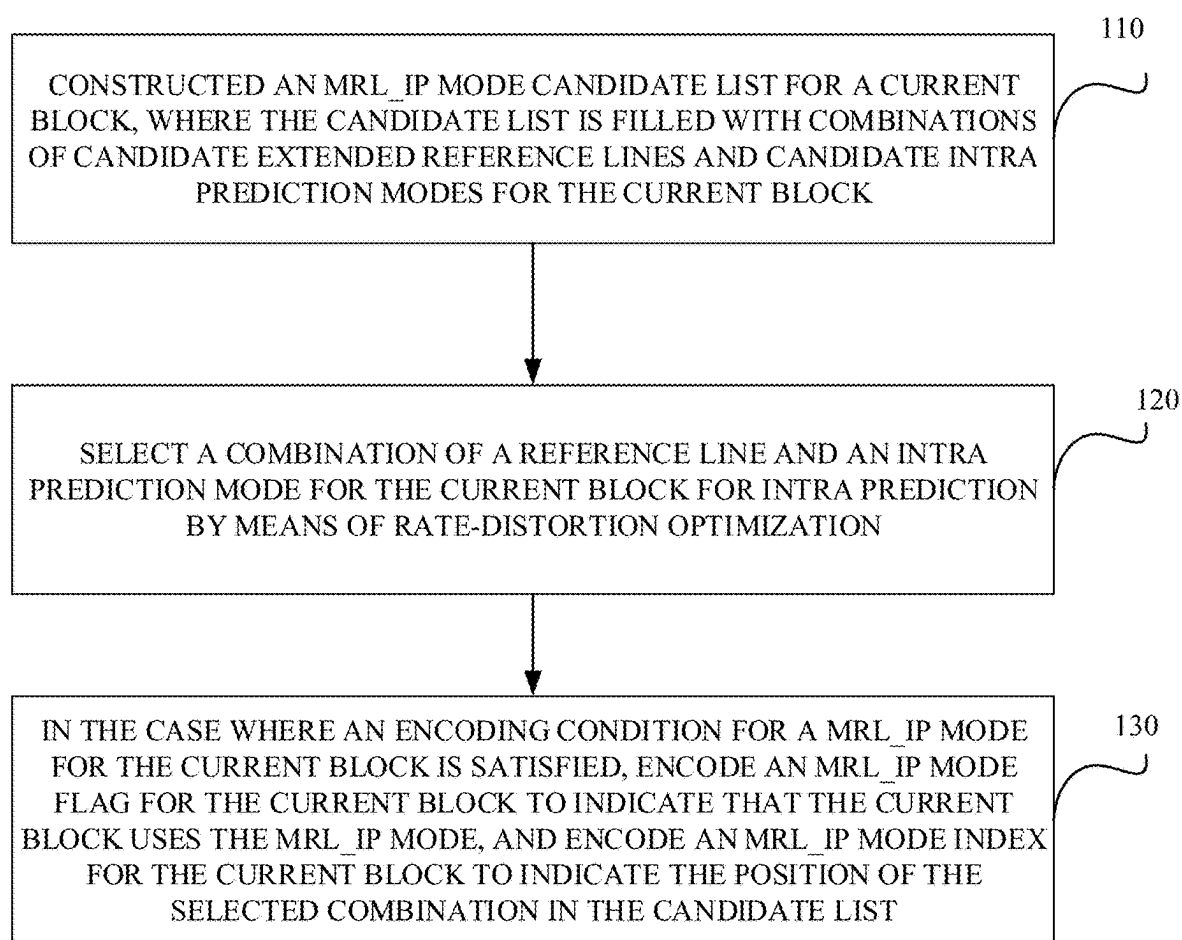 110
CONSTRUCTED AN MRL_IP MODE CANDIDATE LIST FOR A CURRENT
BLOCK, WHERE THE CANDIDATE LIST IS FILLED WITH COMBINATIONS
OF CANDIDATE EXTENDED REFERENCE LINES AND CANDIDATE INTRA
PREDICTION MODES FOR THE CURRENT BLOCK
120
SELECT A COMBINATION OF A REFERENCE LINE AND AN INTRA
PREDICTION MODE FOR THE CURRENT BLOCK FOR INTRA PREDICTION
BY MEANS OF RATE-DISTORTION OPTIMIZATION
130
IN THE CASE WHERE AN ENCODING CONDITION FOR A MRL_IP MODE
FOR THE CURRENT BLOCK IS SATISFIED, ENCODE AN MRL_IP MODE
FLAG FOR THE CURRENT BLOCK TO INDICATE THAT THE CURRENT
BLOCK USES THE MRL_IP MODE, AND ENCODE AN MRL_IP MODE INDEX
FOR THE CURRENT BLOCK TO INDICATE THE POSITION OF THE
SELECTED COMBINATION IN THE CANDIDATE LIST